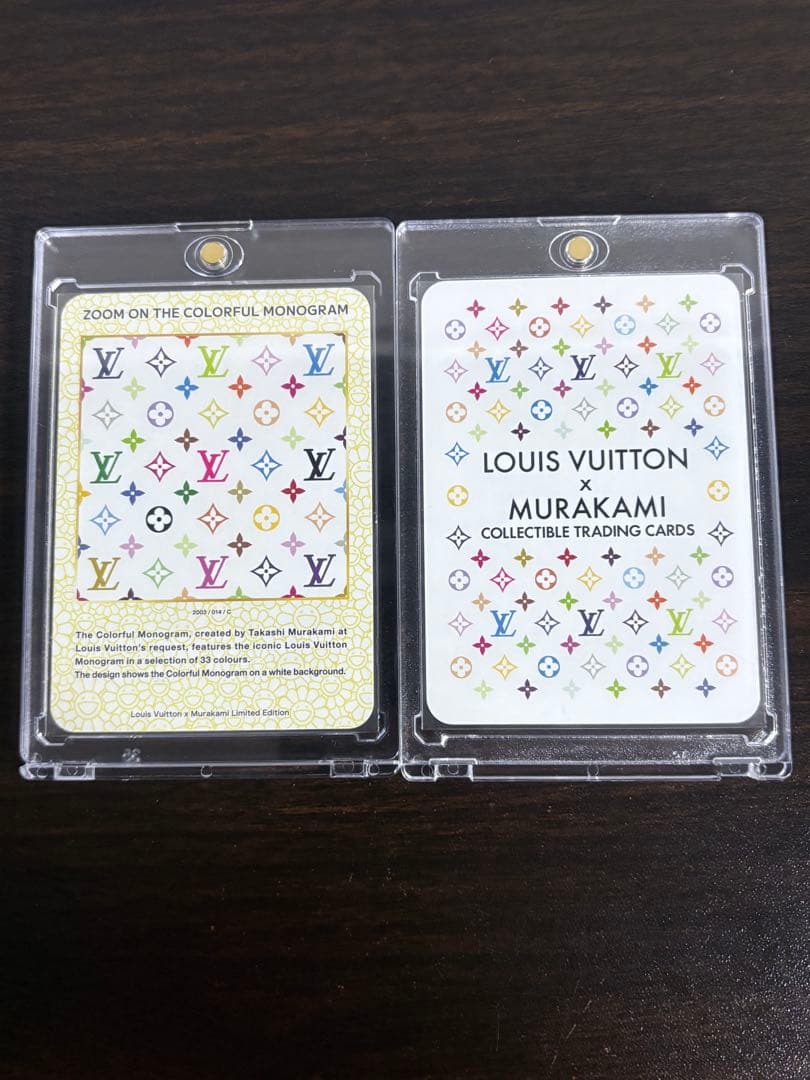 ZOOM ON THE COLORFUL MONOGRAM
2003 / 014 / C
The Colorful Monogram, created by Takashi Murakami at
Louis Vuitton's request, features the iconic Louis Vuitton
Monogram in a selection of 33 colours.
The design shows the Colorful Monogram on a white background.
Louis Vuitton x Murakami Limited Edition
LOUIS VUITTON
x
MURAKAMI
COLLECTIBLE TRADING CARDS